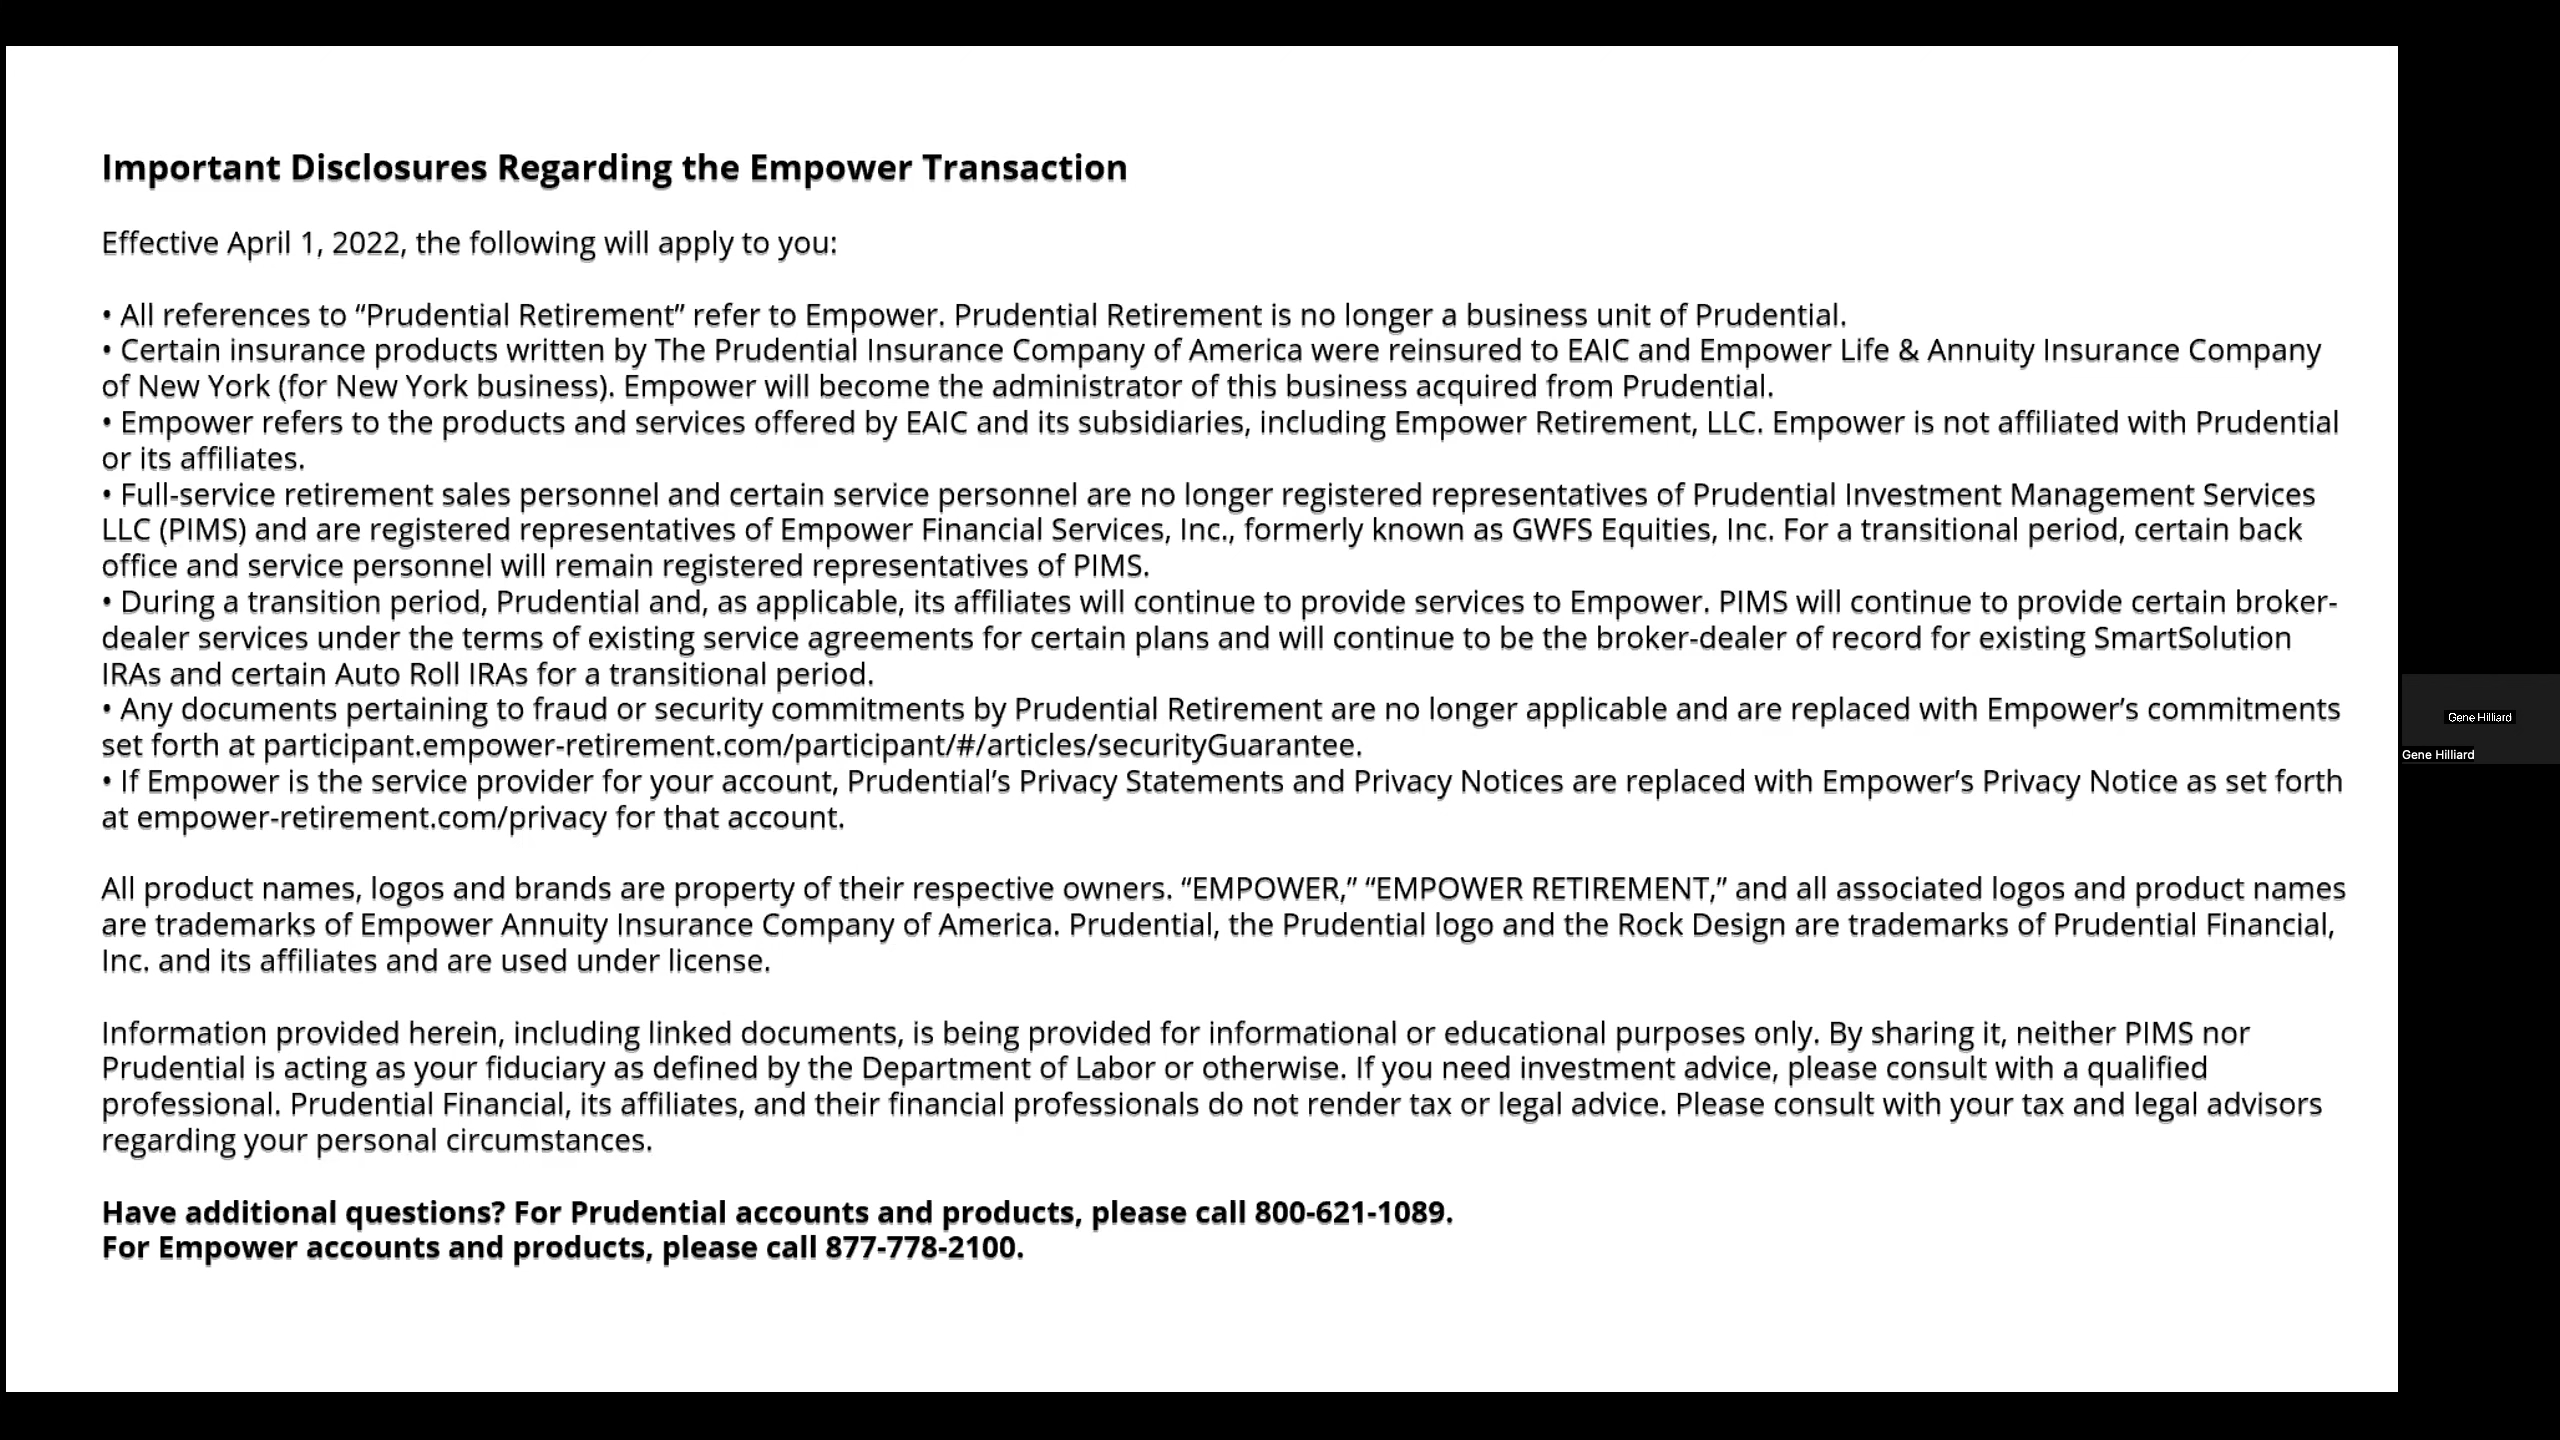 Important Disclosures Regarding the Empower Transaction
Effective April 1, 2022, the following will apply to you:
• All references to “Prudential Retirement” refer to Empower. Prudential Retirement is no longer a business unit of Prudential.
• Certain insurance products written by The Prudential Insurance Company of America were reinsured to EAIC and Empower Life & Annuity Insurance Company
of New York (for New York business). Empower will become the administrator of this business acquired from Prudential.
• Empower refers to the products and services offered by EAIC and its subsidiaries, including Empower Retirement, LLC. Empower is not affiliated with Prudential
or its affiliates.
• Full-service retirement sales personnel and certain service personnel are no longer registered representatives of Prudential Investment Management Services
LLC (PIMS) and are registered representatives of Empower Financial Services, Inc., formerly known as GWFS Equities, Inc. For a transitional period, certain back
office and service personnel will remain registered representatives of PIMS.
• During a transition period, Prudential and, as applicable, its affiliates will continue to provide services to Empower. PIMS will continue to provide certain broker-
dealer services under the terms of existing service agreements for certain plans and will continue to be the broker-dealer of record for existing SmartSolution
IRAs and certain Auto Roll IRAs for a transitional period.
• Any documents pertaining to fraud or security commitments by Prudential Retirement are no longer applicable and are replaced with Empower’s commitments
set forth at participant.empower-retirement.com/participant/#/articles/securityGuarantee.
• If Empower is the service provider for your account, Prudential’s Privacy Statements and Privacy Notices are replaced with Empower’s Privacy Notice as set forth
at empower-retirement.com/privacy for that account.
All product names, logos and brands are property of their respective owners. “EMPOWER,” “EMPOWER RETIREMENT,” and all associated logos and product names
are trademarks of Empower Annuity Insurance Company of America. Prudential, the Prudential logo and the Rock Design are trademarks of Prudential Financial,
Inc. and its affiliates and are used under license.
Information provided herein, including linked documents, is being provided for informational or educational purposes only. By sharing it, neither PIMS nor
Prudential is acting as your fiduciary as defined by the Department of Labor or otherwise. If you need investment advice, please consult with a qualified
professional. Prudential Financial, its affiliates, and their financial professionals do not render tax or legal advice. Please consult with your tax and legal advisors
regarding your personal circumstances.
Have additional questions? For Prudential accounts and products, please call 800-621-1089.
For Empower accounts and products, please call 877-778-2100.
Gene Hilliard
Gene Hilliard